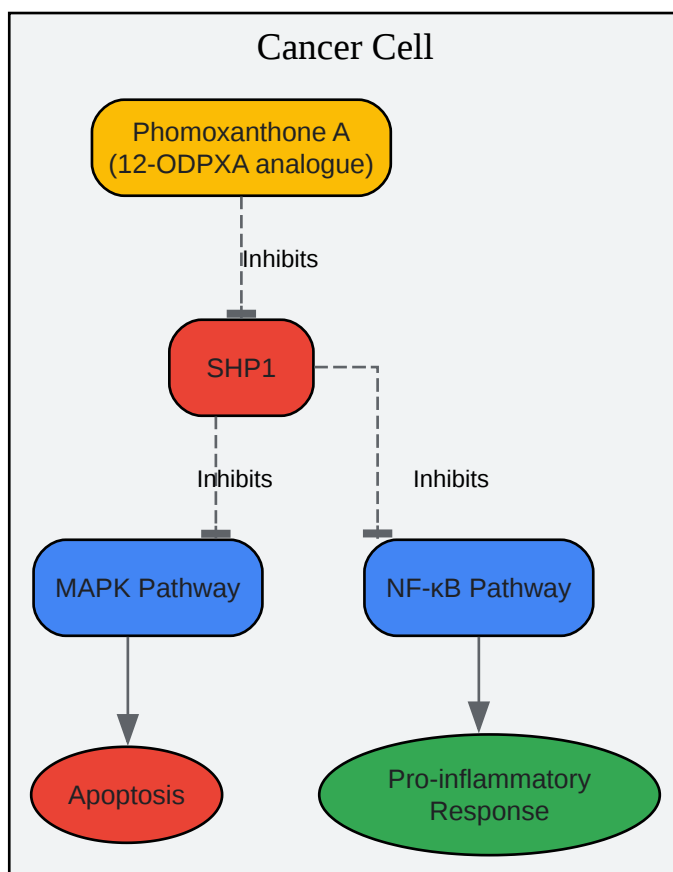 Cancer Cell
Phomoxanthone A
(12-ODPXA analogue)
Inhibits
SHP1
Inhibits
Inhibits
MAPK Pathway
NF-κB Pathway
Apoptosis
Pro-inflammatory
Response